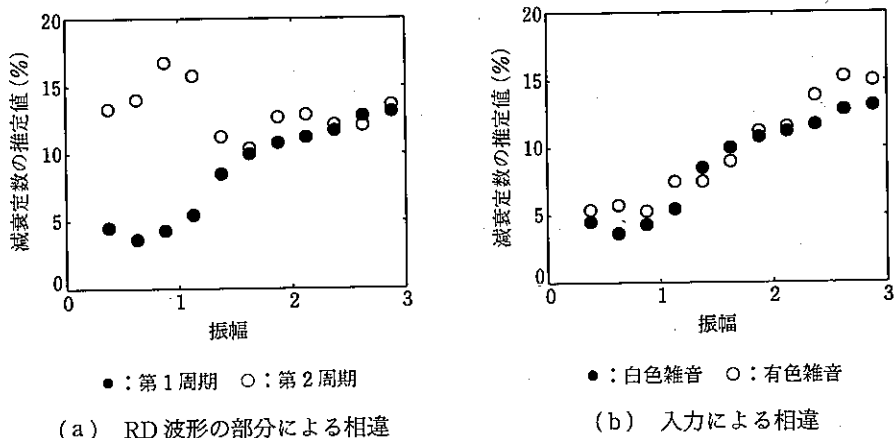 20
15
10
5
0
減衰定数の推定値(%)
0 1 2 3
振幅
●:第1周期 ○:第2周期
(a) RD波形の部分による相違
20
15
10
5
0
減衰定数の推定値(%)
0 1 2 3
振幅
●:白色雑音 ○:有色雑音
(b) 入力による相違